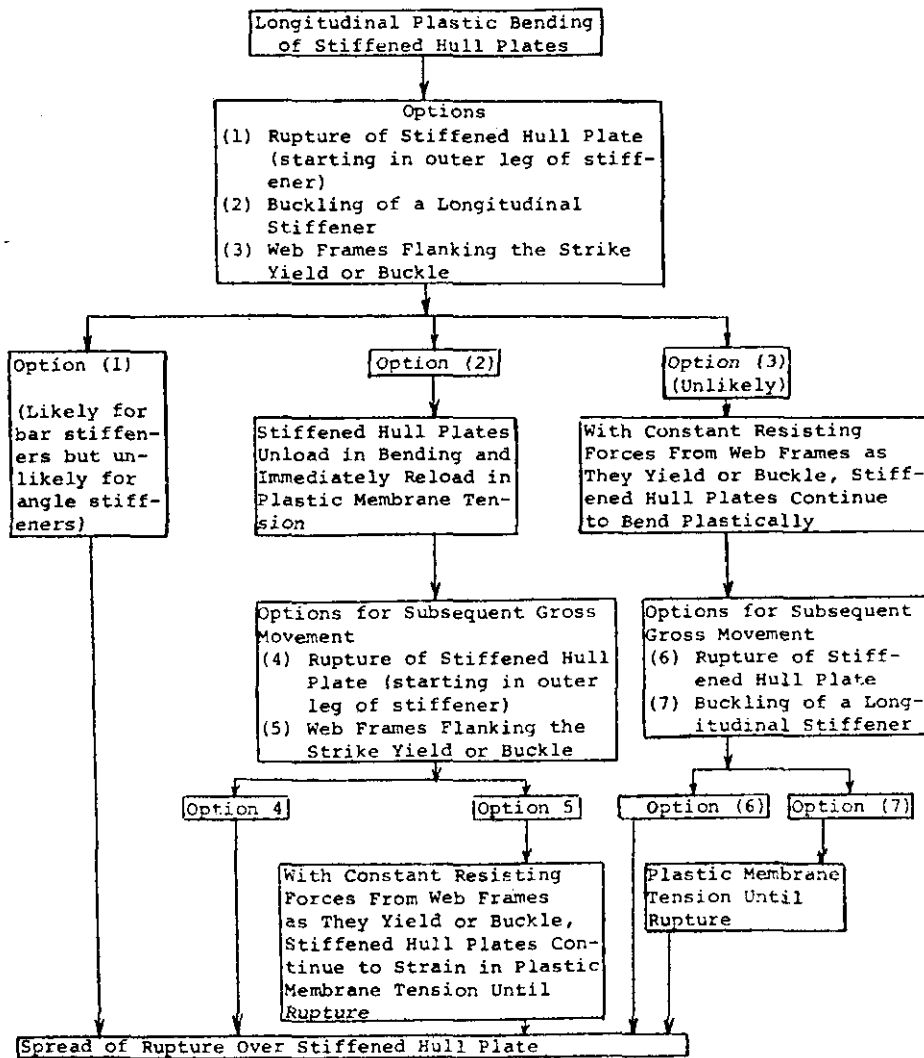 Longitudinal Plastic Bending
of Stiffened Hull Plates
Options
(1) Rupture of Stiffened Hull Plate
(starting in outer leg of stiff-
ener)
(2) Buckling of a Longitudinal
Stiffener
(3) Web Frames Flanking the Strike
Yield or Buckle
Option (1)
(Likely for
bar stiffen-
ers but un-
likely for
angle stiff-
eners)
Option (2)
Option (3)
(Unlikely)
Stiffened Hull Plates
Unload in Bending and
Immediately Reload in
Plastic Membrane Ten-
sion
With Constant Resisting
Forces From Web Frames as
They Yield or Buckle, Stiff-
ened Hull Plates Continue
to Bend Plastically
Options for Subsequent Gross
Movement
(4) Rupture of Stiffened Hull
Plate (starting in outer
leg of stiffener)
(5) Web Frames Flanking the
Strike Yield or Buckle
Options for Subsequent
Gross Movement
(6) Rupture of Stiff-
ened Hull Plate
(7) Buckling of a Long-
itudinal Stiffener
Option 4
Option 5
Option (6)
Option (7)
With Constant Resisting
Forces From Web Frames
as They Yield or Buckle,
Stiffened Hull Plates Con-
tinue to Strain in Plastic
Membrane Tension Until
Rupture
Plastic Membrane
Tension Until
Rupture
Spread of Rupture Over Stiffened Hull Plate